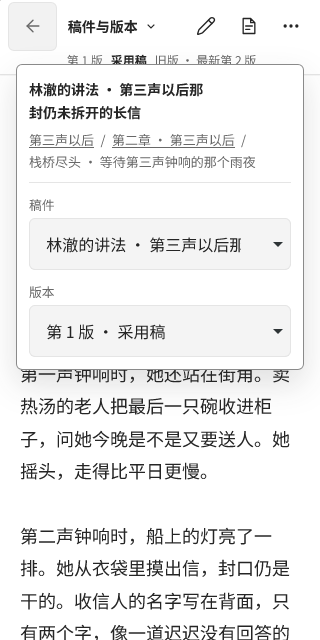 稿件与版本
第 1 版 采用稿 旧版 · 最新第 2 版
林澈的讲法 · 第三声以后那
封仍未拆开的长信
第三声以后 / 第二章 · 第三声以后 /
栈桥尽头 · 等待第三声钟响的那个雨夜
稿件
林澈的讲法 · 第三声以后
版本
第 1 版 · 采用稿
第一声钟响时，她还站在街角。卖
热汤的老人把最后一只碗收进柜
子，问她今晚是不是又要送人。她
摇头，走得比平日更慢。
第二声钟响时，船上的灯亮了一
排。她从衣袋里摸出信，封口仍是
干的。收信人的名字写在背面，只
有两个字，像一道迟迟没有回答的